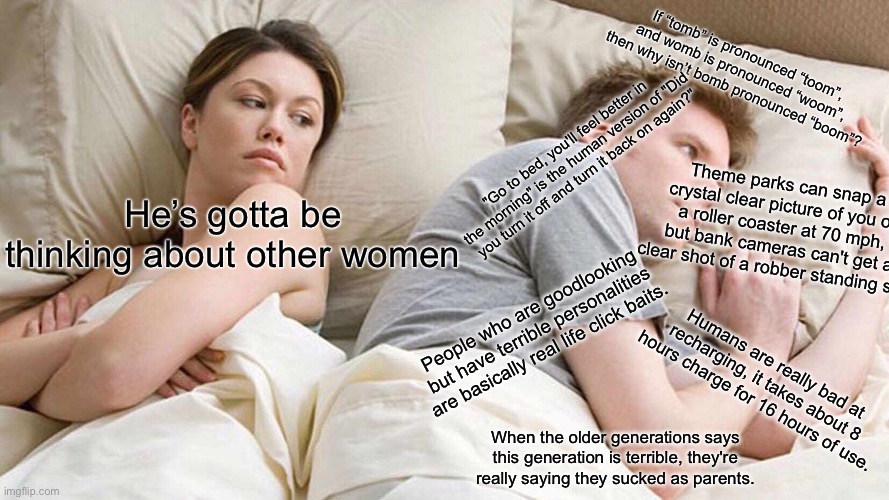 He’s gotta be
thinking about other women
If “tomb” is pronounced “toom”,
and womb is pronounced “woom”,
then why isn’t bomb pronounced “boom”?
"Go to bed, you'll feel better in
the morning" is the human version of "Did
you turn it off and turn it back on again?"
Theme parks can snap a
crystal clear picture of you o
a roller coaster at 70 mph,
but bank cameras can't get a
clear shot of a robber standing s
People who are goodlooking
but have terrible personalities
are basically real life click baits.
Humans are really bad at
recharging, it takes about 8
hours charge for 16 hours of use.
When the older generations says
this generation is terrible, they're
really saying they sucked as parents.
imgflip.com